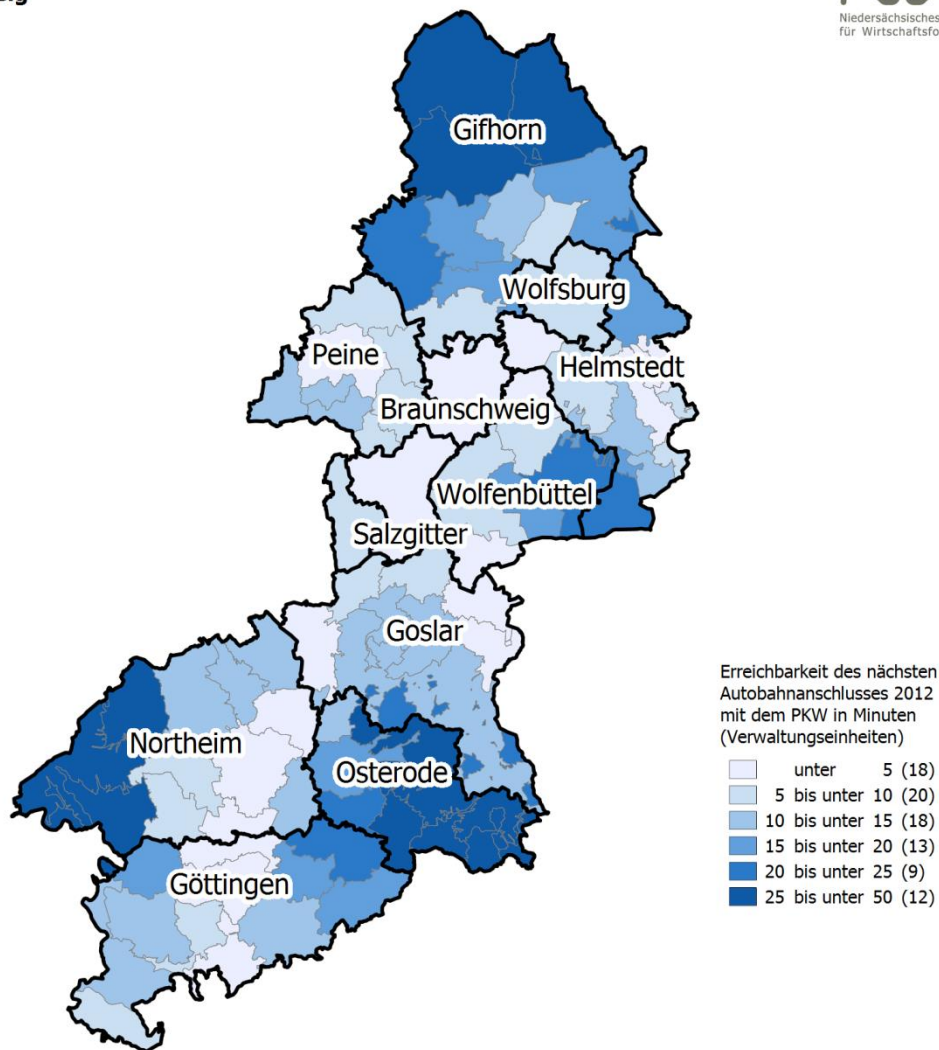 Niedersächsisches
für Wirtschaftsfo
Gifhorn
Wolfsburg
Peine
Helmstedt
Braunschweig
Wolfenbüttel
Salzgitter
Goslar
Northeim
Osterode
Göttingen
Erreichbarkeit des nächsten
Autobahnanschlusses 2012
mit dem PKW in Minuten
(Verwaltungseinheiten)
unter 5 (18)
5 bis unter 10 (20)
10 bis unter 15 (18)
15 bis unter 20 (13)
20 bis unter 25 (9)
25 bis unter 50 (12)